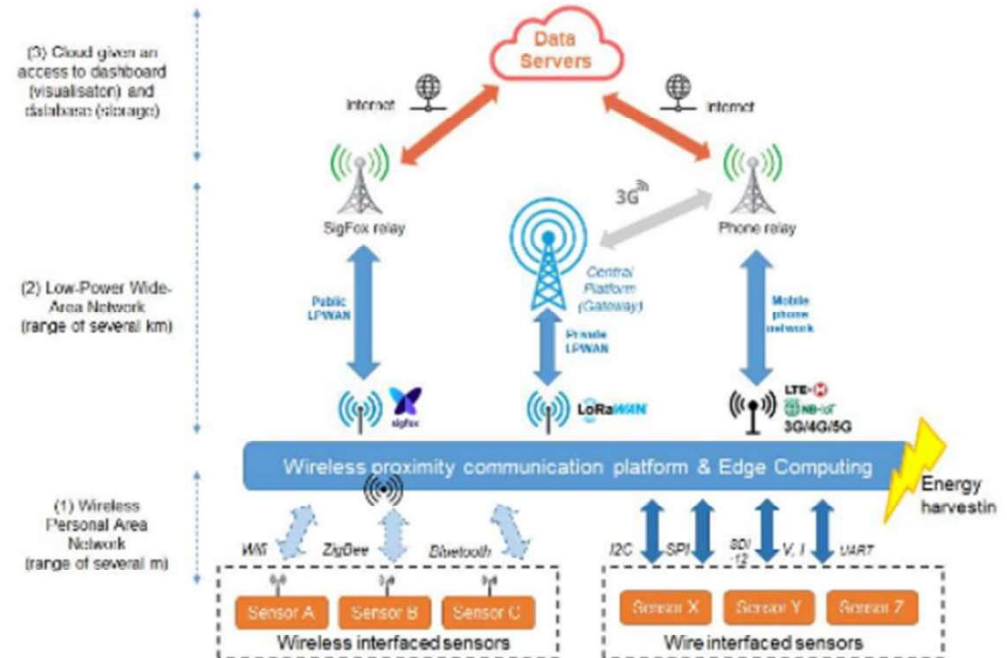 (3) Cloud given an
access to dashboard
(visualisaton) and
database (storage)
Data
Servers
Internet
Internet
SigFox relay
3G
Phone relay
(2) Low-Power Wide-
Area Network
(range of several km)
Public
LPWAN
Central
Platform
(Gateway)
Private
LPWAN
Mobile
phone
network
sigfox
LoRaWAN
LTE-M
NB-IoT
3G/4G/5G
Wireless proximity communication platform & Edge Computing
Energy
harvestin
(1) Wireless
Personal Area
Network
(range of several m)
Wifi
ZigBee
Bluetooth
I2C
SPI
SDI
-12
V, I
UART
Sensor A
Sensor B
Sensor C
Wireless interfaced sensors
Sensor X
Sensor Y
Sensor Z
Wire interfaced sensors